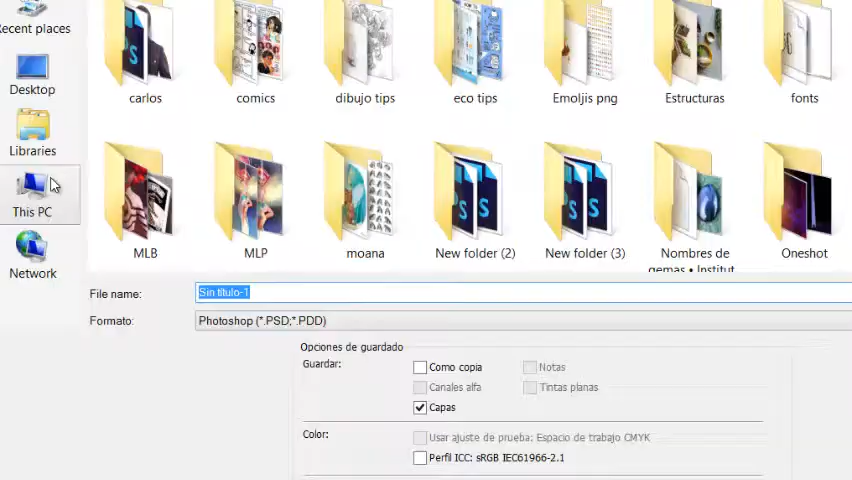 Recent places
carlos
comics
dibujo tips
eco tips
Emoljis png
Estructuras
fonts
Desktop
Libraries
This PC
MLB
MLP
moana
New folder (2)
New folder (3)
Nombres de
gemas • Institut
Oneshot
Network
File name:
Sin título-1
Formato:
Photoshop (*.PSD;*.PDD)
Opciones de guardado
Guardar:
Como copia
Notas
Canales alfa
Tintas planas
Capas
Color:
Usar ajuste de prueba: Espacio de trabajo CMYK
Perfil ICC: sRGB IEC61966-2.1